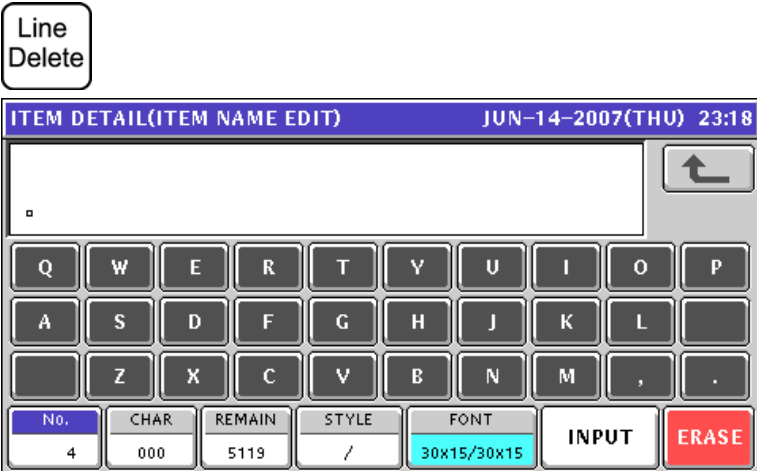 Line
Delete
ITEM DETAIL(ITEM NAME EDIT) JUN-14-2007(THU) 23:18
Q W E R T Y U I O P
A S D F G H J K L
Z X C V B N M , .
No. CHAR REMAIN STYLE FONT INPUT ERASE
4 000 5119 / 30x15/30x15